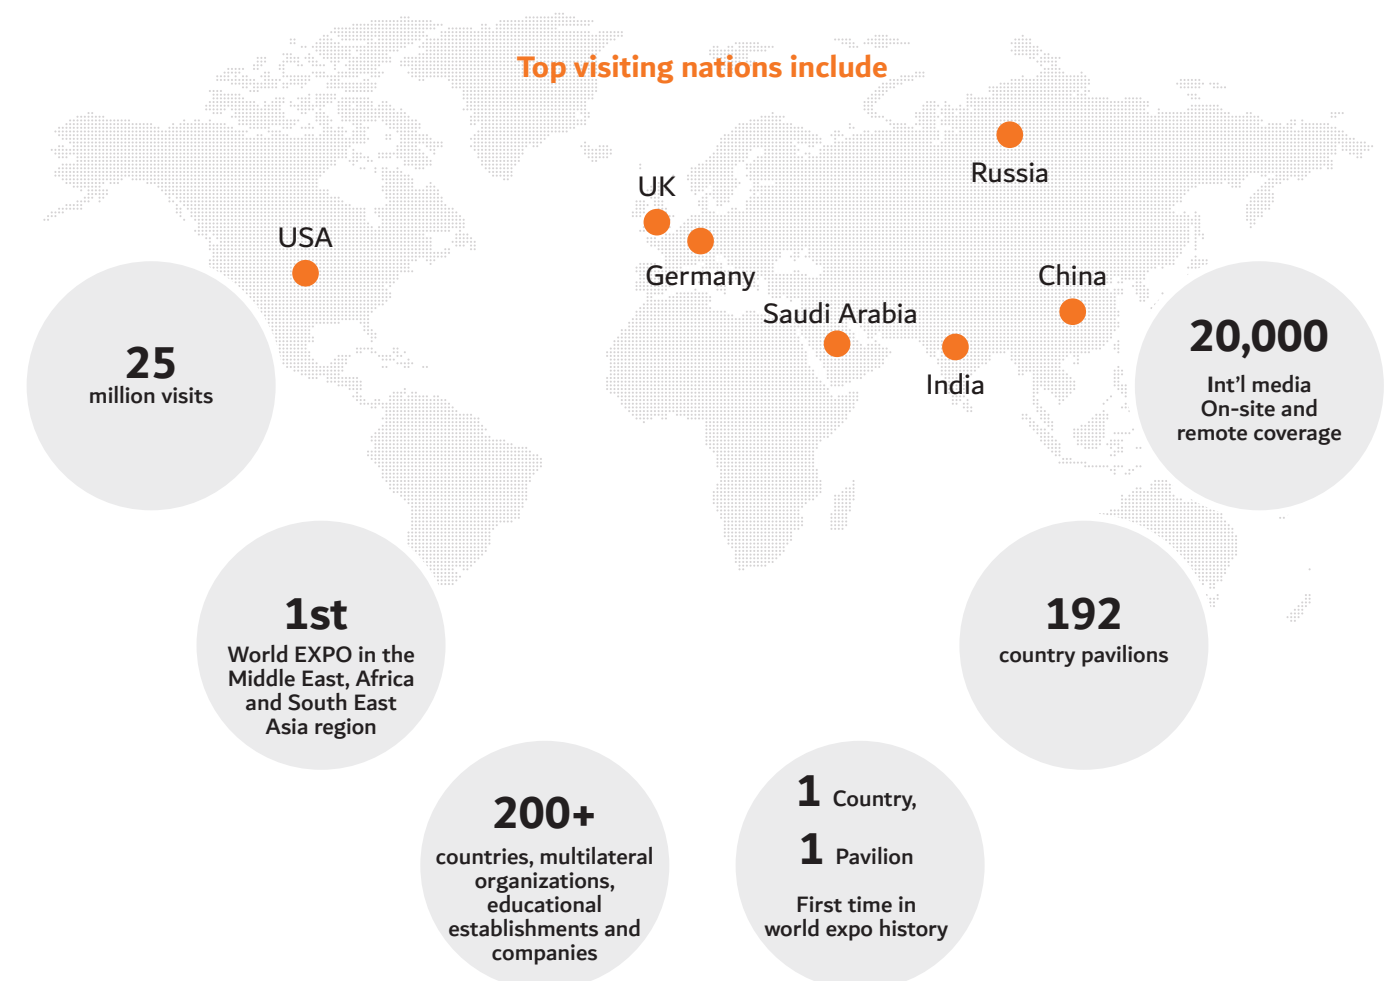 Top visiting nations include
Russia
UK
USA
Germany
China
Saudi Arabia
India
25
million visits
20,000
Int’l media
On-site and
remote coverage
1st
World EXPO in the
Middle East, Africa
and South East
Asia region
192
country pavilions
200+
countries, multilateral
organizations,
educational
establishments and
companies
1 Country,
1 Pavilion
First time in
world expo history